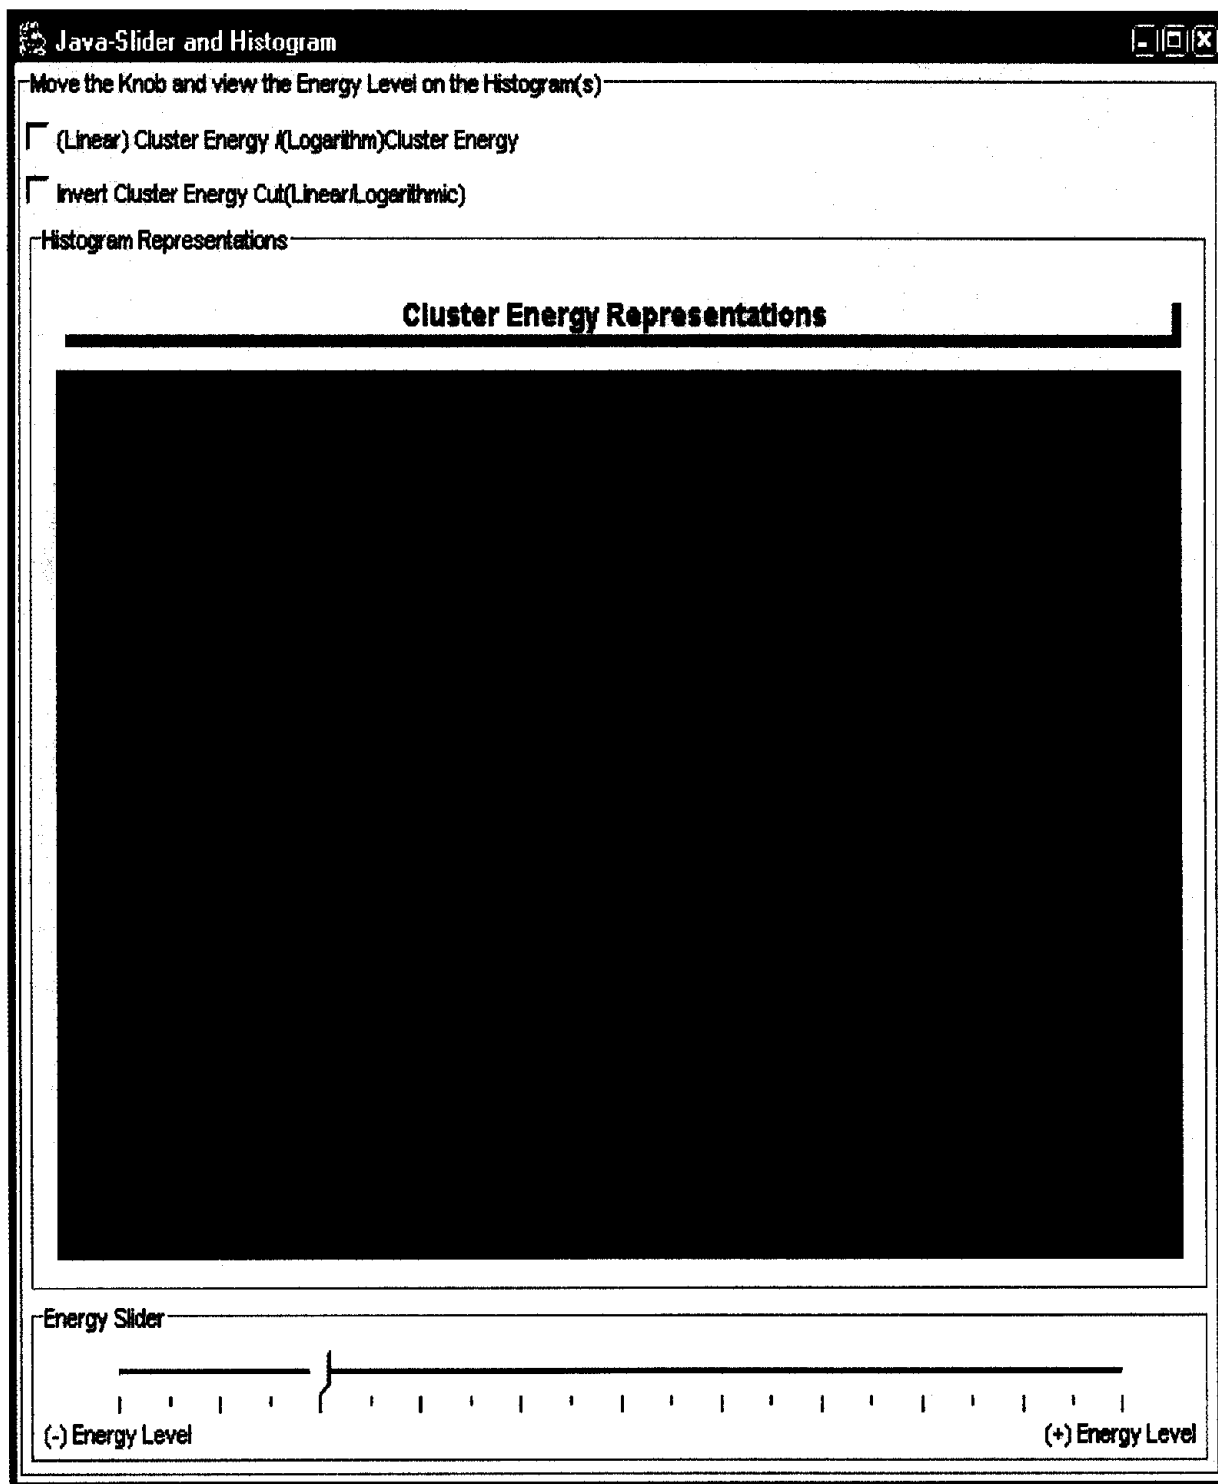 Java-Slider and Histogram
Move the Knob and view the Energy Level on the Histogram(s)
(Linear) Cluster Energy /(Logarithm)Cluster Energy
Invert Cluster Energy Cut(Linear/Logarithmic)
Histogram Representations
Cluster Energy Representations
Energy Slider
(-) Energy Level
(+) Energy Level